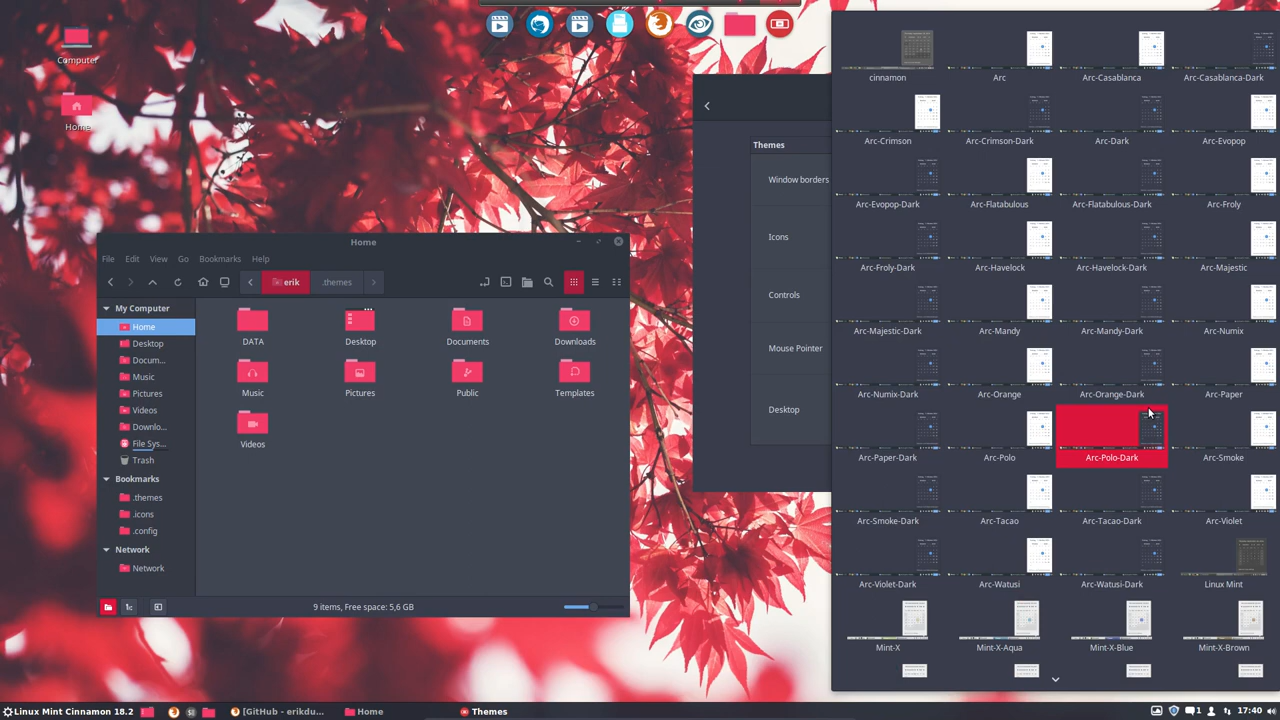 Computer
Home
Home
File Edit View Go Bookmarks Help
erik .themes
My Computer
Home
Desktop
Docum...
Music
Pictures
Videos
Downlo...
File Sys...
Trash
Bookmarks
.themes
.icons
.config
Network
Network
DATA Desktop Documents Downloads
Music Pictures Public Templates
Videos
9 items, Free space: 5,6 GB
Themes
Window borders
Icons
Controls
Mouse Pointer
Desktop
cinnamon Arc Arc-Casablanca Arc-Casablanca-Dark
Arc-Crimson Arc-Crimson-Dark Arc-Dark Arc-Evopop
Arc-Evopop-Dark Arc-Flatabulous Arc-Flatabulous-Dark Arc-Froly
Arc-Froly-Dark Arc-Havelock Arc-Havelock-Dark Arc-Majestic
Arc-Majestic-Dark Arc-Mandy Arc-Mandy-Dark Arc-Numix
Arc-Numix-Dark Arc-Orange Arc-Orange-Dark Arc-Paper
Arc-Paper-Dark Arc-Polo Arc-Polo-Dark Arc-Smoke
Arc-Smoke-Dark Arc-Tacao Arc-Tacao-Dark Arc-Violet
Arc-Violet-Dark Arc-Watusi Arc-Watusi-Dark Linux Mint
Mint-X Mint-X-Aqua Mint-X-Blue Mint-X-Brown
Linux Mint Cinnamon 18.2 [GitHub - erikdu... Home Themes 1 17:40